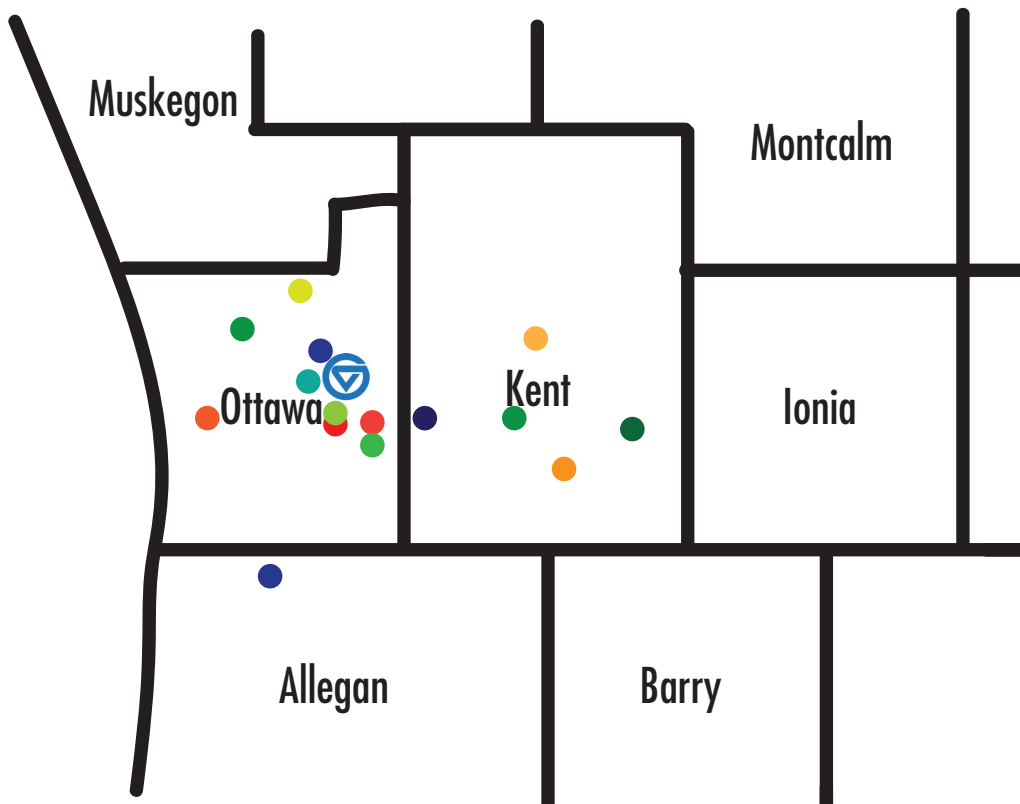 Muskegon
Montcalm
Kent
Ottawa
Ionia
Allegan
Barry